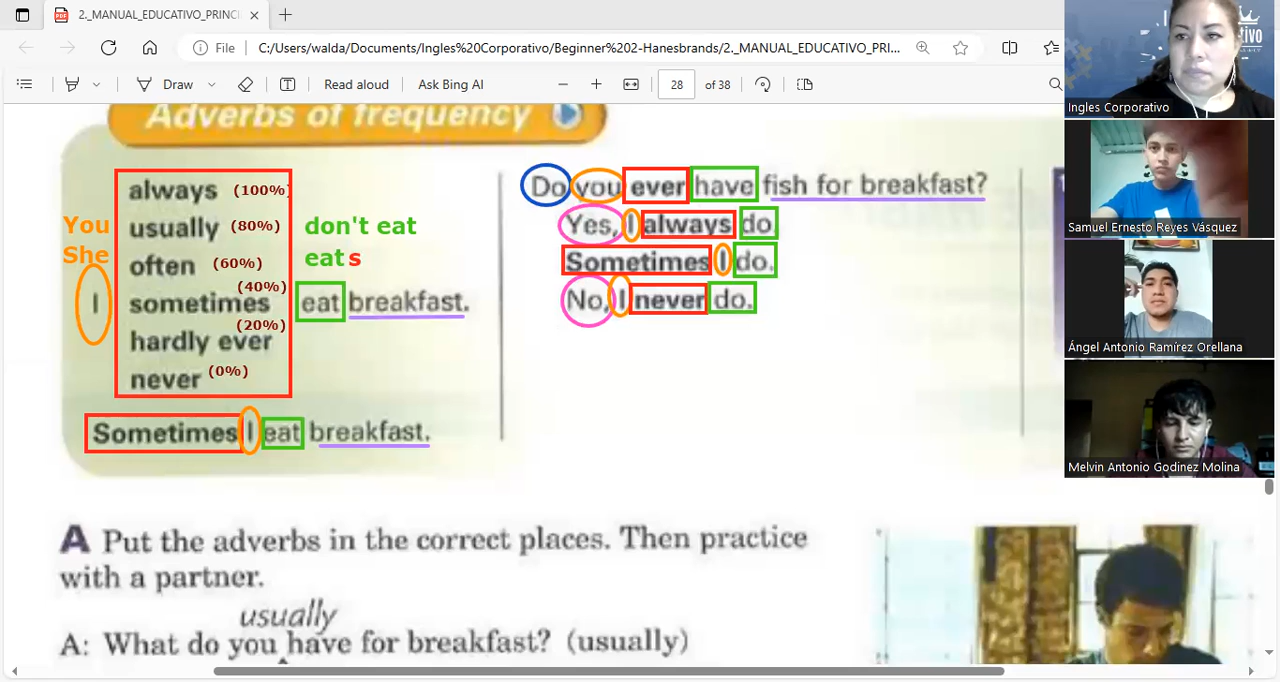 2._MANUAL_EDUCATIVO_PRINC
File C:/Users/walda/Documents/Ingles%20Corporativo/Beginner%202-Hanesbrands/2._MANUAL_EDUCATIVO_PRI...
Draw Read aloud Ask Bing AI 28 of 38
Adverbs of frequency
always (100%)
You usually (80%) don't eat
She often (60%) eats
I sometimes (40%) eat breakfast.
hardly ever (20%)
never (0%)
Sometimes I eat breakfast.
Do you ever have fish for breakfast?
Yes, I always do.
Sometimes I do.
No, I never do.
A Put the adverbs in the correct places. Then practice
with a partner.
usually
A: What do you have for breakfast? (usually)
Ingles Corporativo
Samuel Ernesto Reyes Vásquez
Ángel Antonio Ramírez Orellana
Melvin Antonio Godinez Molina